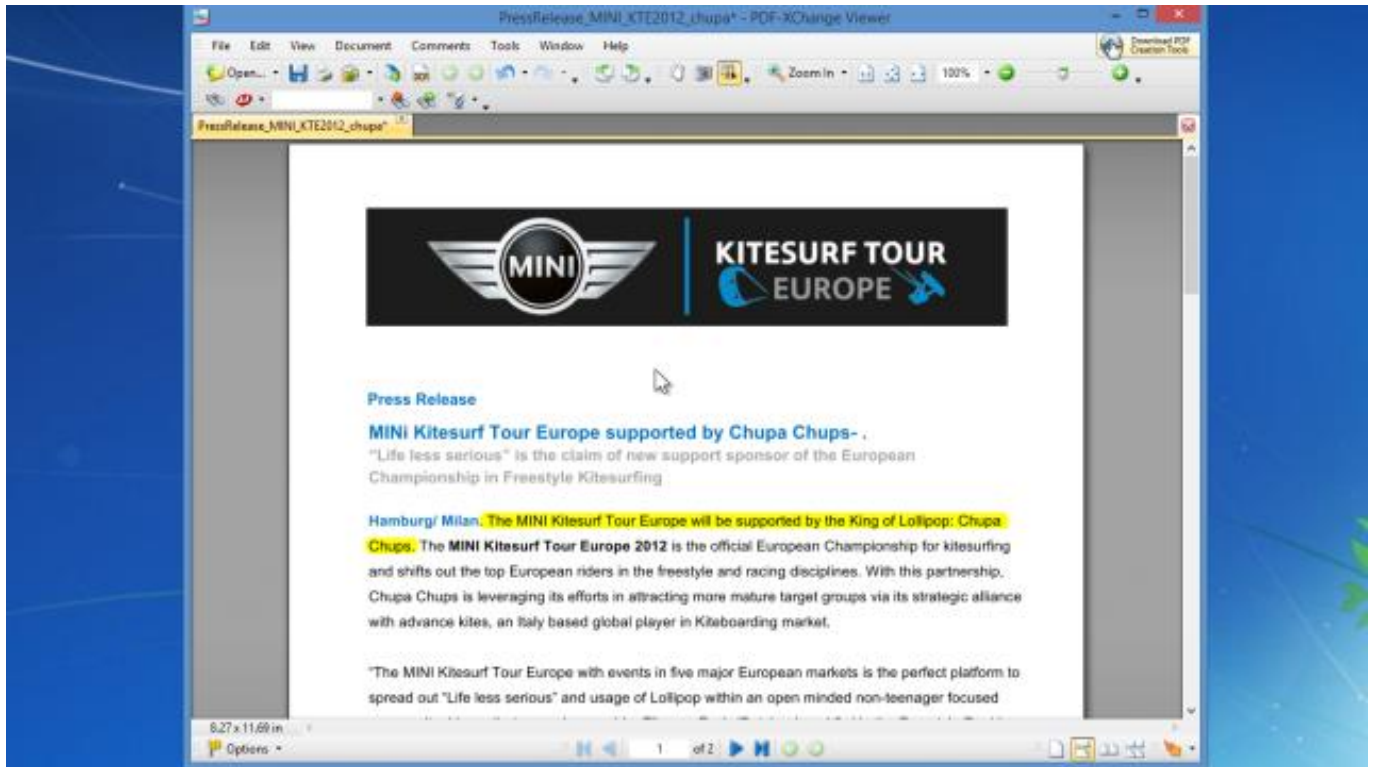 PressRelease_MINI_KTE2012_chupa* - PDF-XChange Viewer
File Edit View Document Comments Tools Window Help
Download PDF
Creation Tools
Open... Zoom In 100%
PressRelease_MINI_KTE2012_chupa*
MINI
KITESURF TOUR
EUROPE
Press Release
MINi Kitesurf Tour Europe supported by Chupa Chups- .
"Life less serious" is the claim of new support sponsor of the European
Championship in Freestyle Kitesurfing
Hamburg/ Milan. The MINI Kitesurf Tour Europe will be supported by the King of Lollipop: Chupa
Chups. The MINI Kitesurf Tour Europe 2012 is the official European Championship for kitesurfing
and shifts out the top European riders in the freestyle and racing disciplines. With this partnership,
Chupa Chups is leveraging its efforts in attracting more mature target groups via its strategic alliance
with advance kites, an Italy based global player in Kiteboarding market.
"The MINI Kitesurf Tour Europe with events in five major European markets is the perfect platform to
spread out "Life less serious" and usage of Lollipop within an open minded non-teenager focused
8.27 x 11.69 in
Options 1 of 2